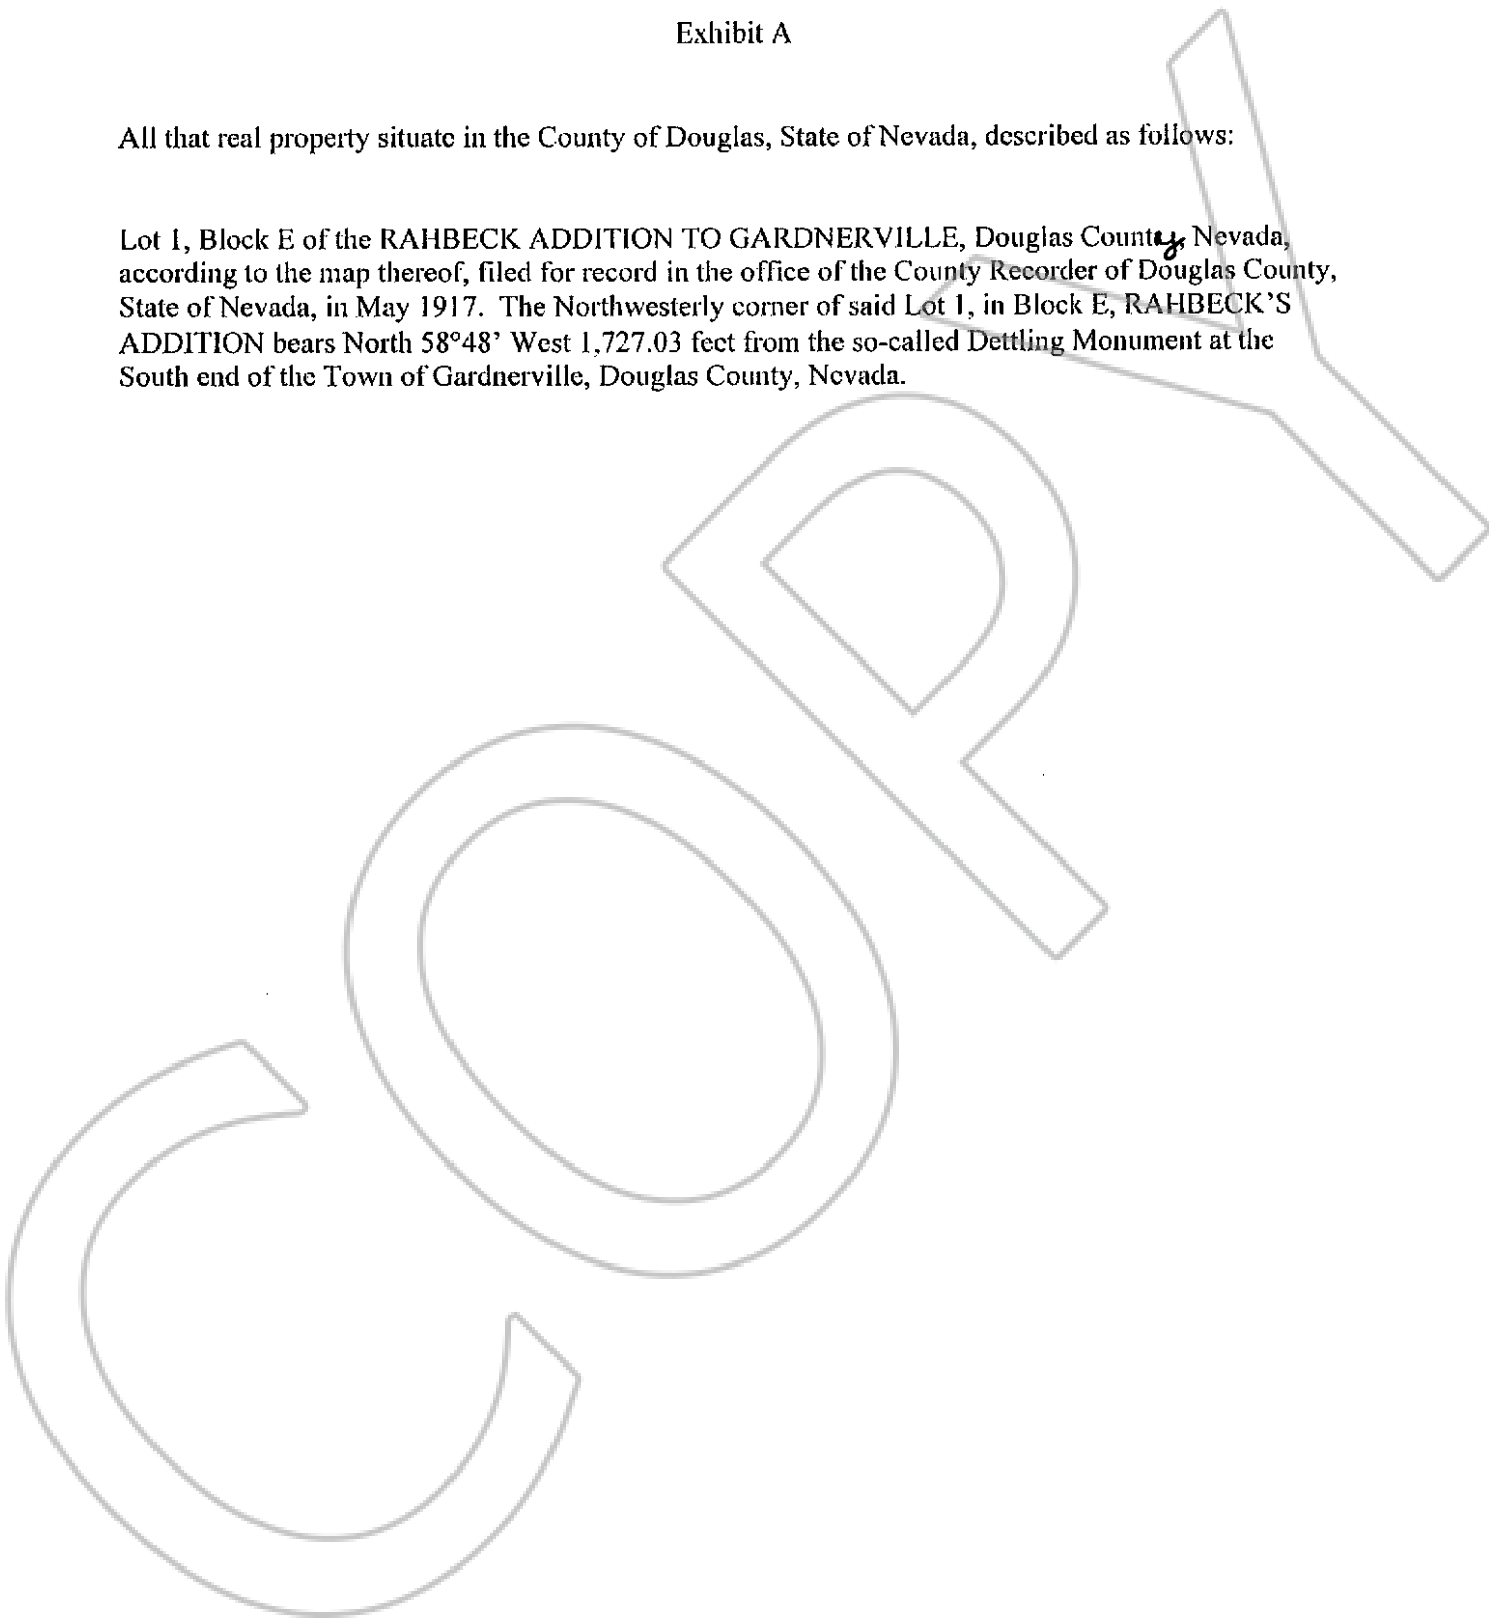 Exhibit A
All that real property situate in the County of Douglas, State of Nevada, described as follows:
Lot 1, Block E of the RAHBECK ADDITION TO GARDNERVILLE, Douglas County, Nevada,
according to the map thereof, filed for record in the office of the County Recorder of Douglas County,
State of Nevada, in May 1917. The Northwesterly corner of said Lot 1, in Block E, RAHBECK'S
ADDITION bears North 58°48' West 1,727.03 feet from the so-called Dettling Monument at the
South end of the Town of Gardnerville, Douglas County, Nevada.
COPY